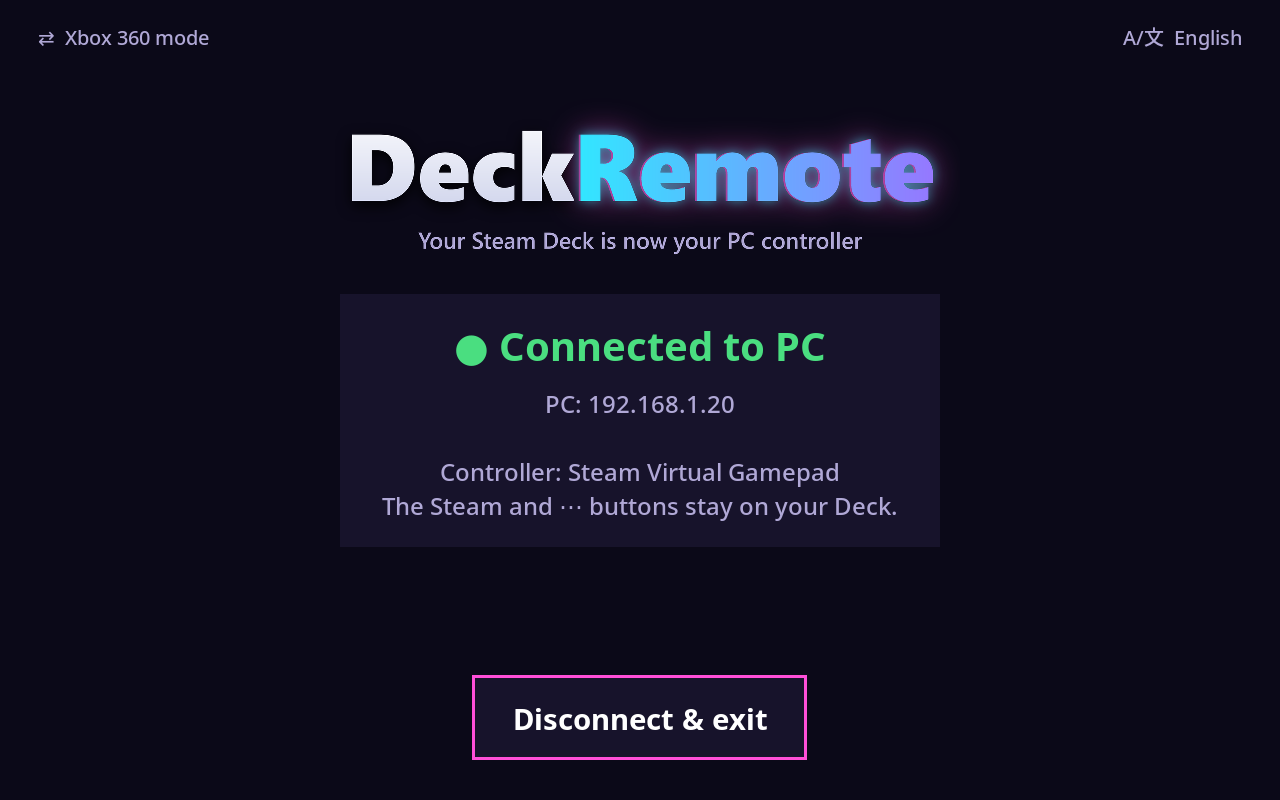 ⇄ Xbox 360 mode
A/文 English
DeckRemote
Your Steam Deck is now your PC controller
● Connected to PC
PC: 192.168.1.20
Controller: Steam Virtual Gamepad
The Steam and ⋯ buttons stay on your Deck.
Disconnect & exit